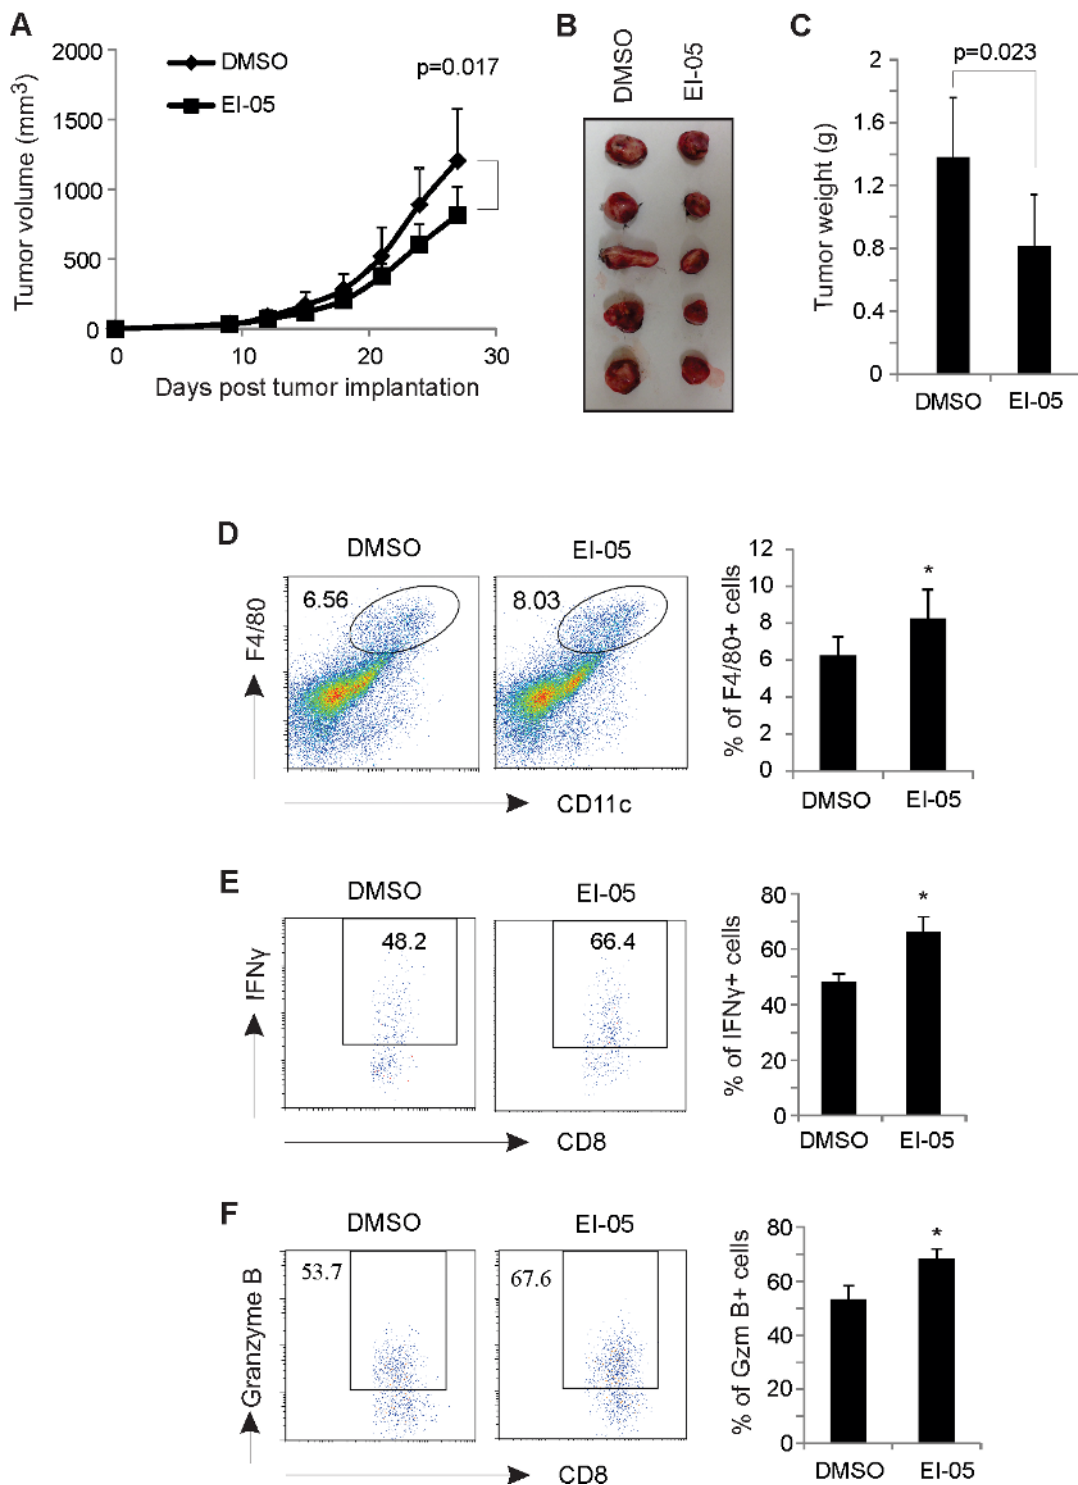 A
Tumor volume (mm³)
2000
1500
1000
500
0
0
10
20
30
Days post tumor implantation
DMSO
EI-05
p=0.017
B
DMSO
EI-05
C
p=0.023
Tumor weight (g)
2
1.6
1.2
0.8
0.4
0
DMSO
EI-05
D
DMSO
EI-05
F4/80
6.56
8.03
CD11c
% of F4/80+ cells
12
10
8
6
4
2
0
*
DMSO
EI-05
E
DMSO
EI-05
IFNγ
48.2
66.4
CD8
% of IFNγ+ cells
80
60
40
20
0
*
DMSO
EI-05
F
DMSO
EI-05
Granzyme B
53.7
67.6
CD8
% of Gzm B+ cells
80
60
40
20
0
*
DMSO
EI-05